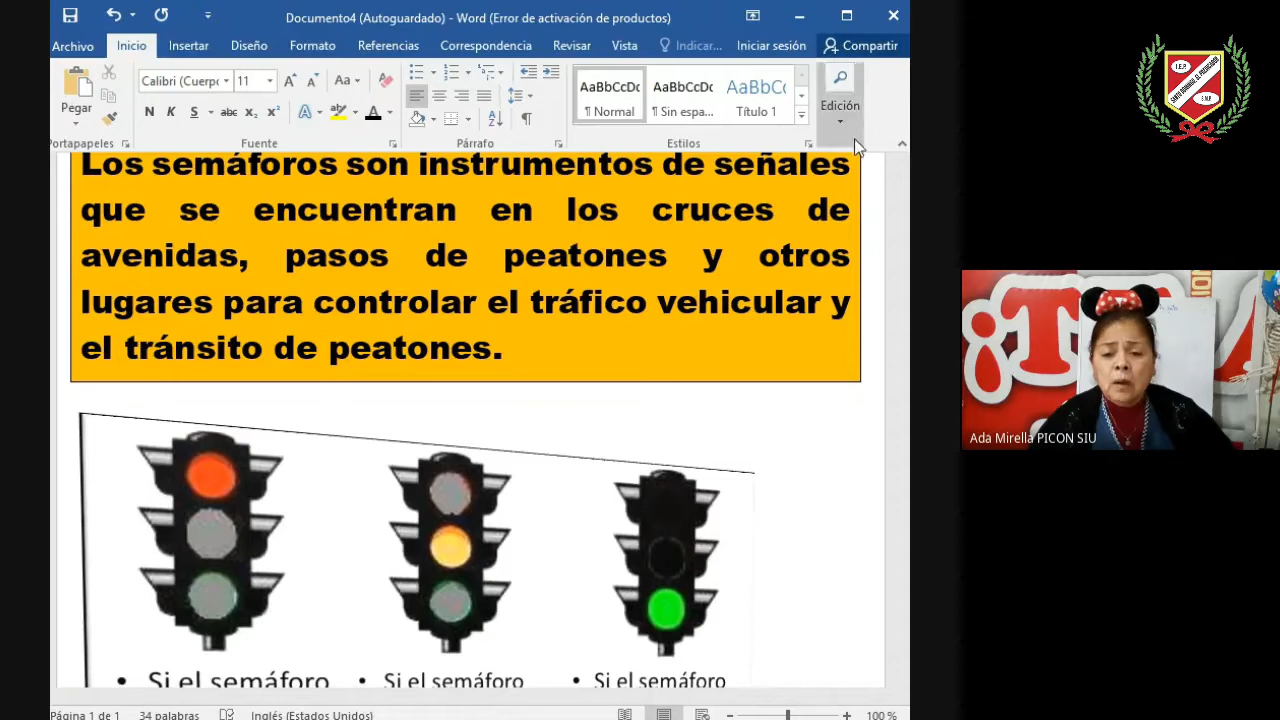 Documento4 (Autoguardado) - Word (Error de activación de productos)
Archivo Inicio Insertar Diseño Formato Referencias Correspondencia Revisar Vista Indicar... Iniciar sesión Compartir
Pegar
Calibri (Cuerpo 11
N K S abc x₂ x²
AaBbCcDc AaBbCcDc AaBbCc
¶ Normal ¶ Sin espa... Título 1
Edición
Portapapeles Fuente Párrafo Estilos
Los semáforos son instrumentos de señales
que se encuentran en los cruces de
avenidas, pasos de peatones y otros
lugares para controlar el tráfico vehicular y
el tránsito de peatones.
• Si el semáforo • Si el semáforo • Si el semáforo
Página 1 de 1 34 palabras Inglés (Estados Unidos) 100 %
I.E.P.
Ada Mirella PICON SIU